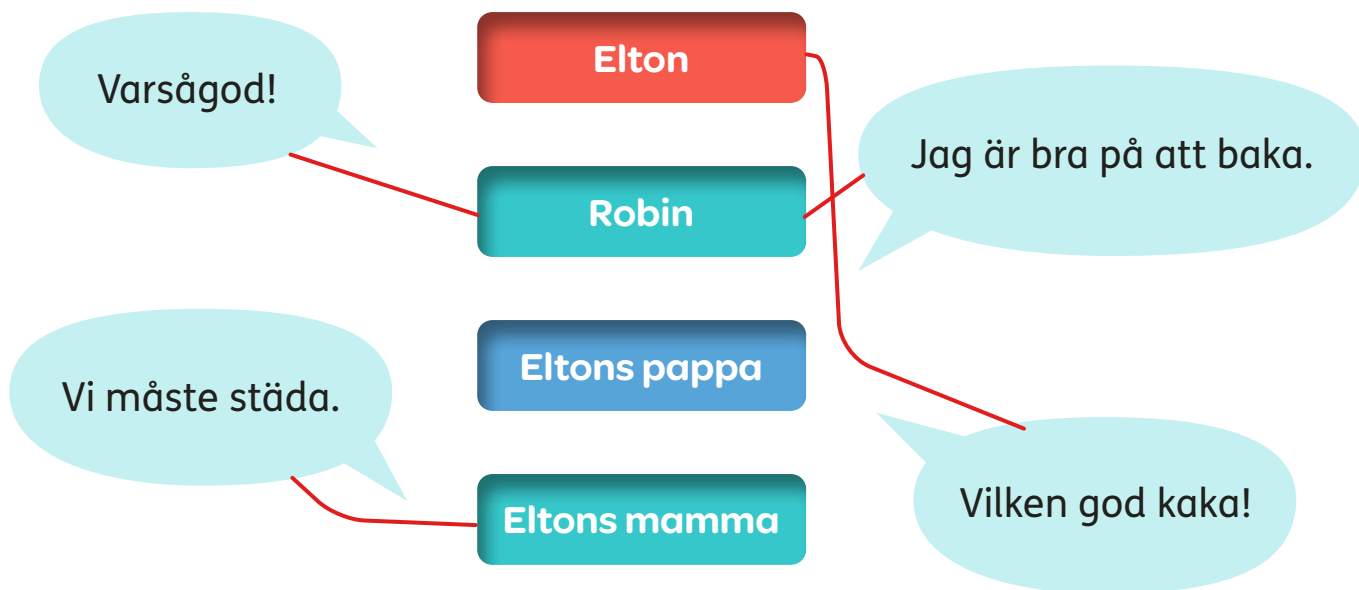 Elton
Varsågod!
Jag är bra på att baka.
Robin
Eltons pappa
Vi måste städa.
Vilken god kaka!
Eltons mamma